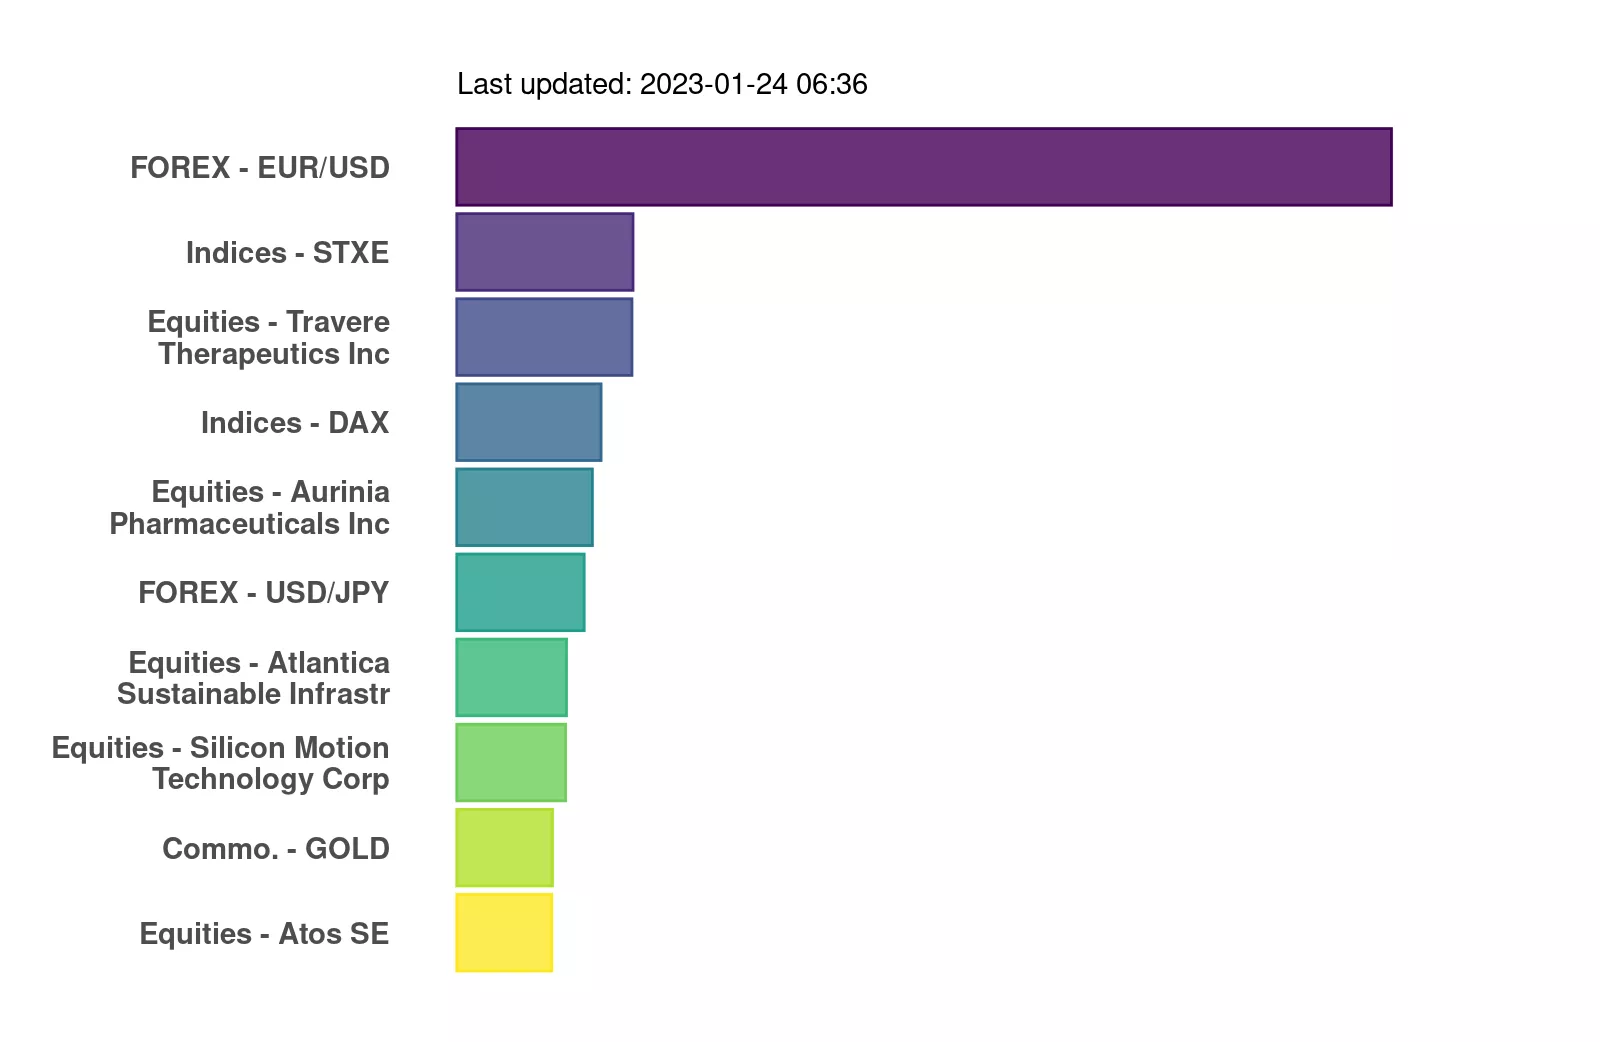 Last updated: 2023-01-24 06:36
FOREX - EUR/USD
Indices - STXE
Equities - Travere
Therapeutics Inc
Indices - DAX
Equities - Aurinia
Pharmaceuticals Inc
FOREX - USD/JPY
Equities - Atlantica
Sustainable Infrastr
Equities - Silicon Motion
Technology Corp
Commo. - GOLD
Equities - Atos SE